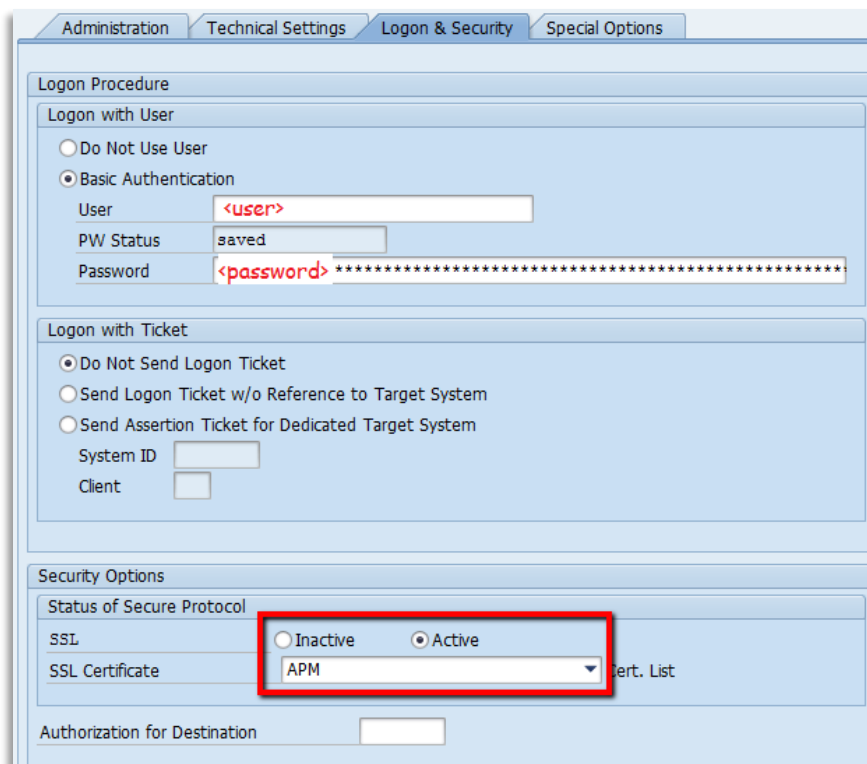 Administration Technical Settings Logon & Security Special Options
Logon Procedure
Logon with User
Do Not Use User
Basic Authentication
User <user>
PW Status saved
Password <password> ****************************************************
Logon with Ticket
Do Not Send Logon Ticket
Send Logon Ticket w/o Reference to Target System
Send Assertion Ticket for Dedicated Target System
System ID
Client
Security Options
Status of Secure Protocol
SSL Inactive Active
SSL Certificate APM Cert. List
Authorization for Destination